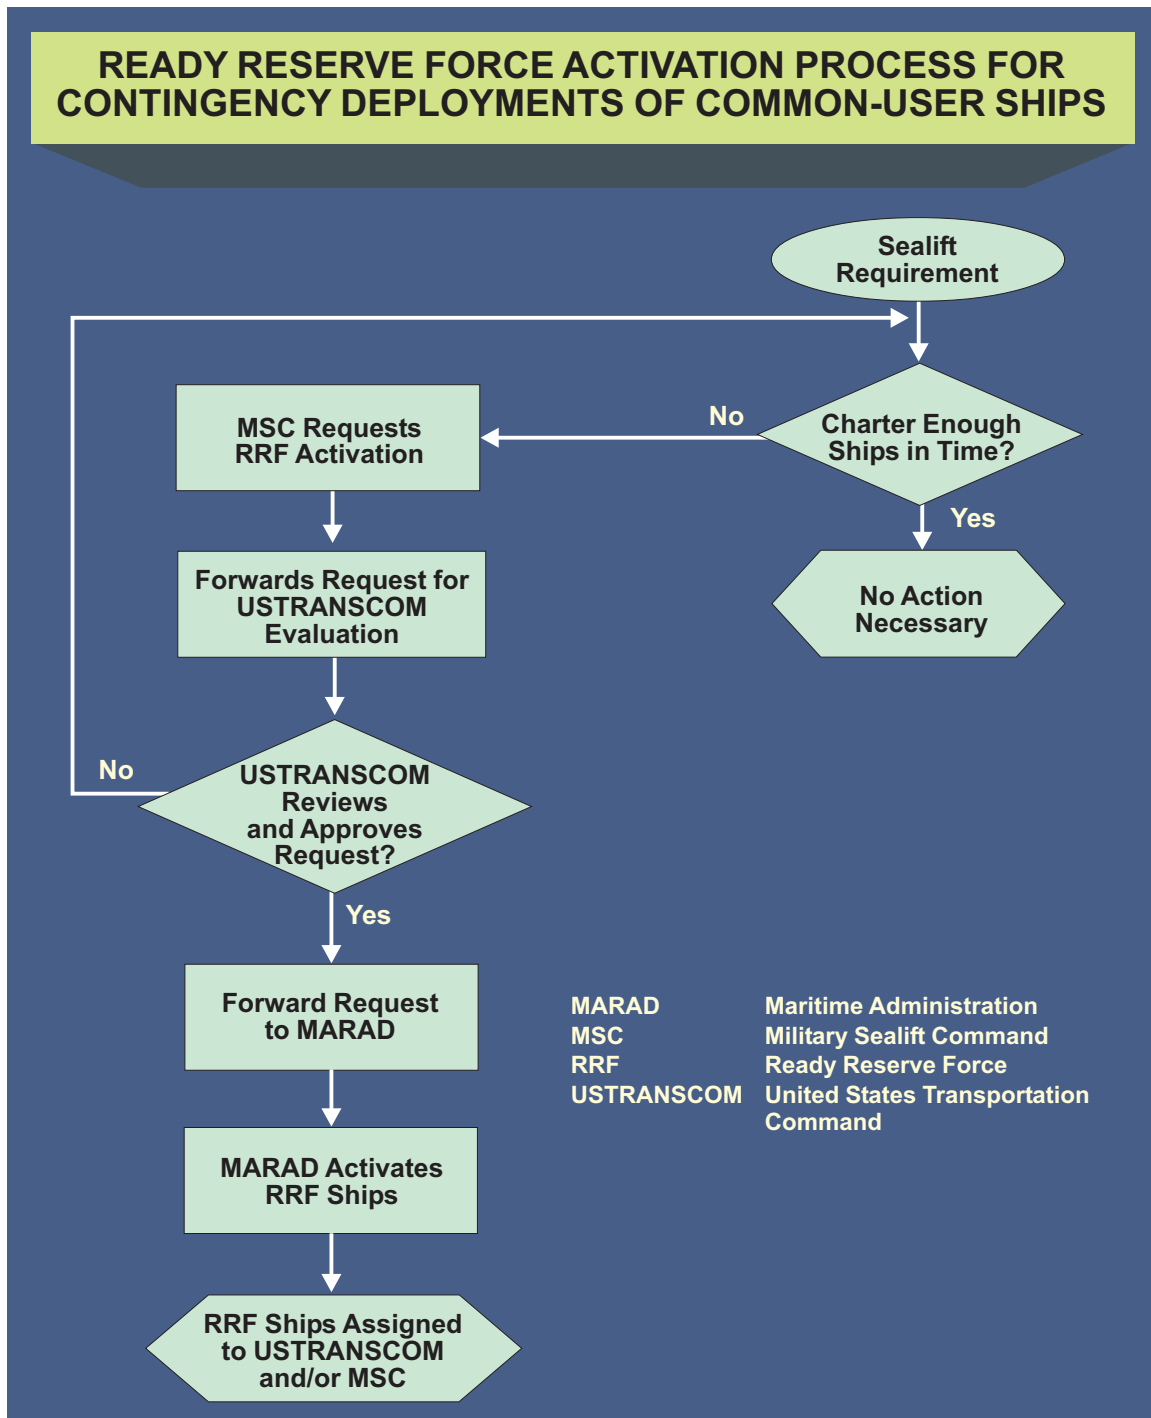 READY RESERVE FORCE ACTIVATION PROCESS FOR
CONTINGENCY DEPLOYMENTS OF COMMON-USER SHIPS
Sealift
Requirement
Charter Enough
Ships in Time?
No
Yes
No Action
Necessary
MSC Requests
RRF Activation
Forwards Request for
USTRANSCOM
Evaluation
USTRANSCOM
Reviews
and Approves
Request?
No
Yes
Forward Request
to MARAD
MARAD Activates
RRF Ships
RRF Ships Assigned
to USTRANSCOM
and/or MSC
MARAD Maritime Administration
MSC Military Sealift Command
RRF Ready Reserve Force
USTRANSCOM United States Transportation
Command